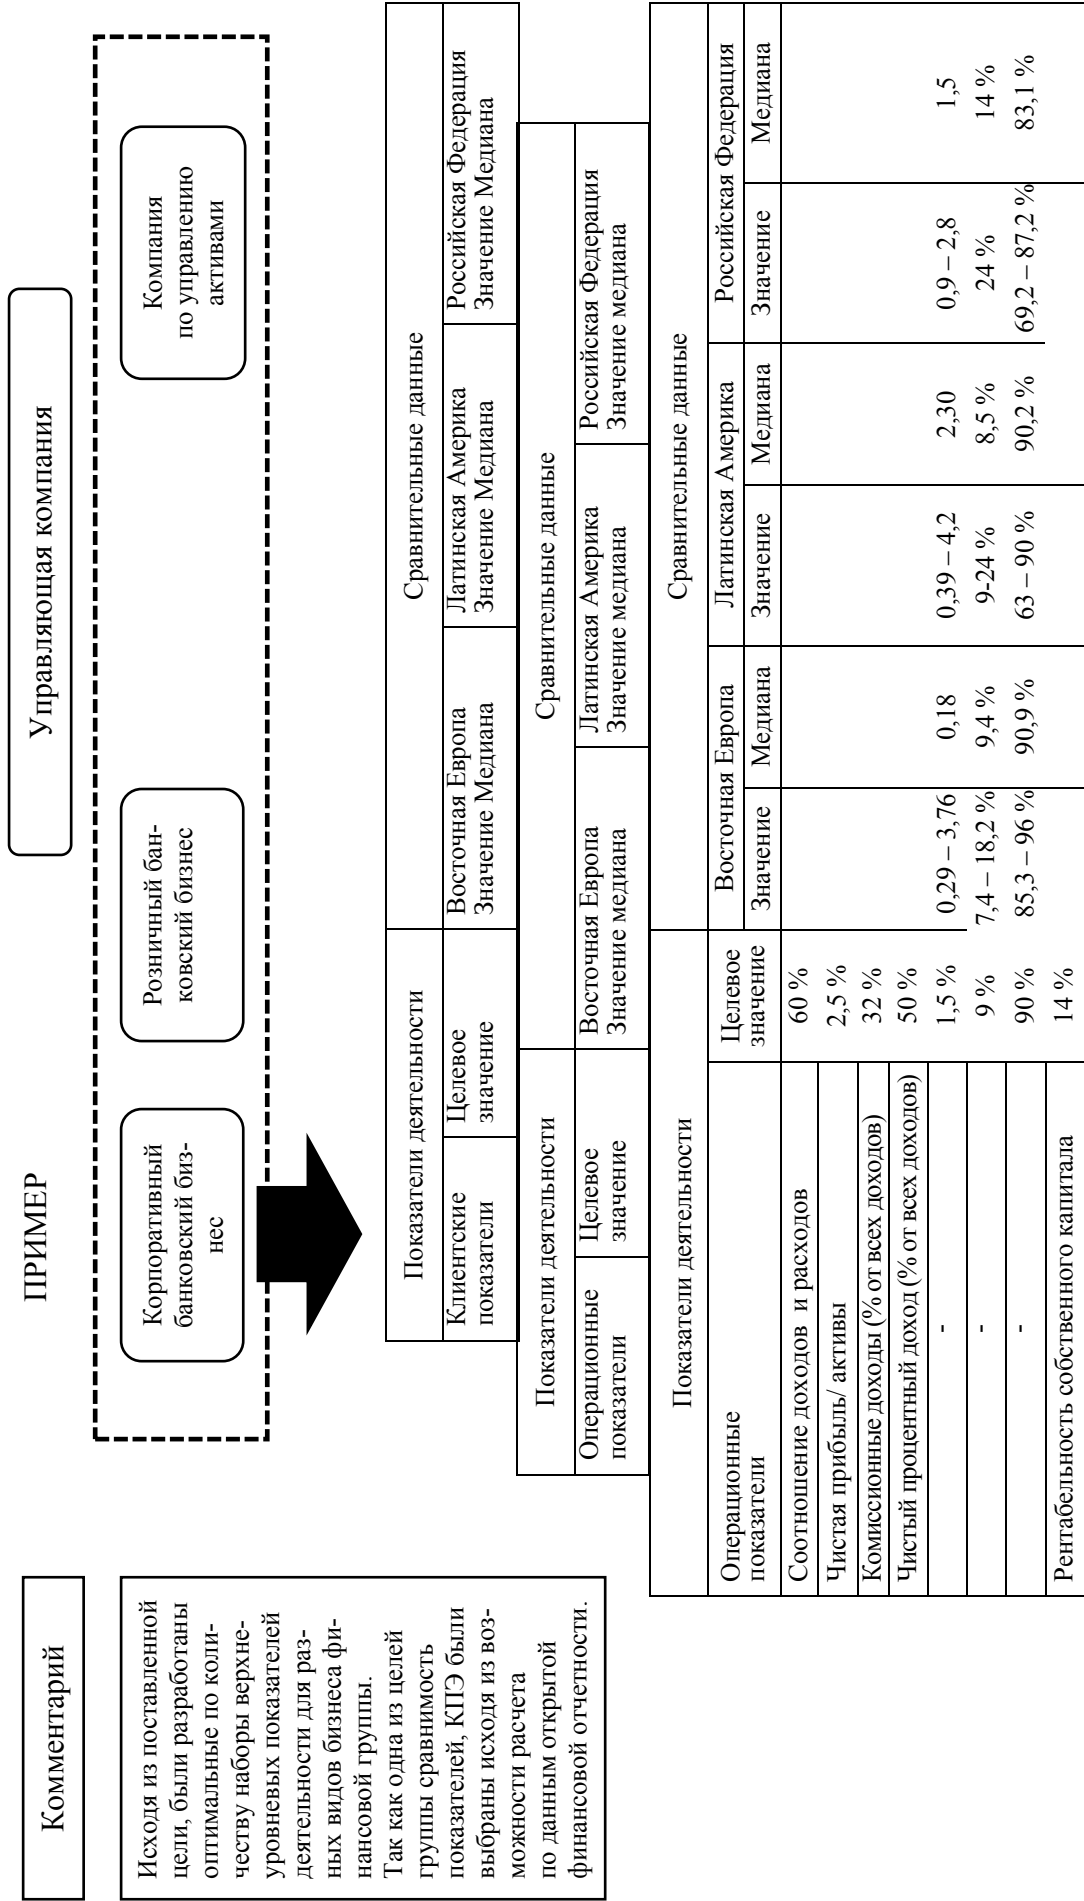 Комментарий
Исходя из поставленной
цели, были разработаны
оптимальные по коли-
честву наборы верхне-
уровневых показателей
деятельности для раз-
ных видов бизнеса фи-
нансовой группы.
Так как одна из целей
группы сравнимость
показателей, КПЭ были
выбраны исходя из воз-
можности расчета
по данным открытой
финансовой отчетности.
ПРИМЕР
Управляющая компания
Корпоративный
банковский биз-
нес
Розничный бан-
ковский бизнес
Компания
по управлению
активами
Показатели деятельности
Сравнительные данные
Клиентские
показатели
Целевое
значение
Восточная Европа
Значение Медиана
Латинская Америка
Значение Медиана
Российская Федерация
Значение Медиана
Показатели деятельности
Сравнительные данные
Операционные
показатели
Целевое
значение
Восточная Европа
Значение медиана
Латинская Америка
Значение медиана
Российская Федерация
Значение медиана
Показатели деятельности
Сравнительные данные
Операционные
показатели
Целевое
значение
Восточная Европа
Латинская Америка
Российская Федерация
Значение Медиана Значение Медиана Значение Медиана
Соотношение доходов и расходов 60 %
Чистая прибыль/ активы 2,5 %
Комиссионные доходы (% от всех доходов) 32 %
Чистый процентный доход (% от всех доходов) 50 %
- 1,5 % 0,29 – 3,76 0,18 0,39 – 4,2 2,30 0,9 – 2,8 1,5
- 9 % 7,4 – 18,2 % 9,4 % 9-24 % 8,5 % 24 % 14 %
- 90 % 85,3 – 96 % 90,9 % 63 – 90 % 90,2 % 69,2 – 87,2 % 83,1 %
Рентабельность собственного капитала 14 %